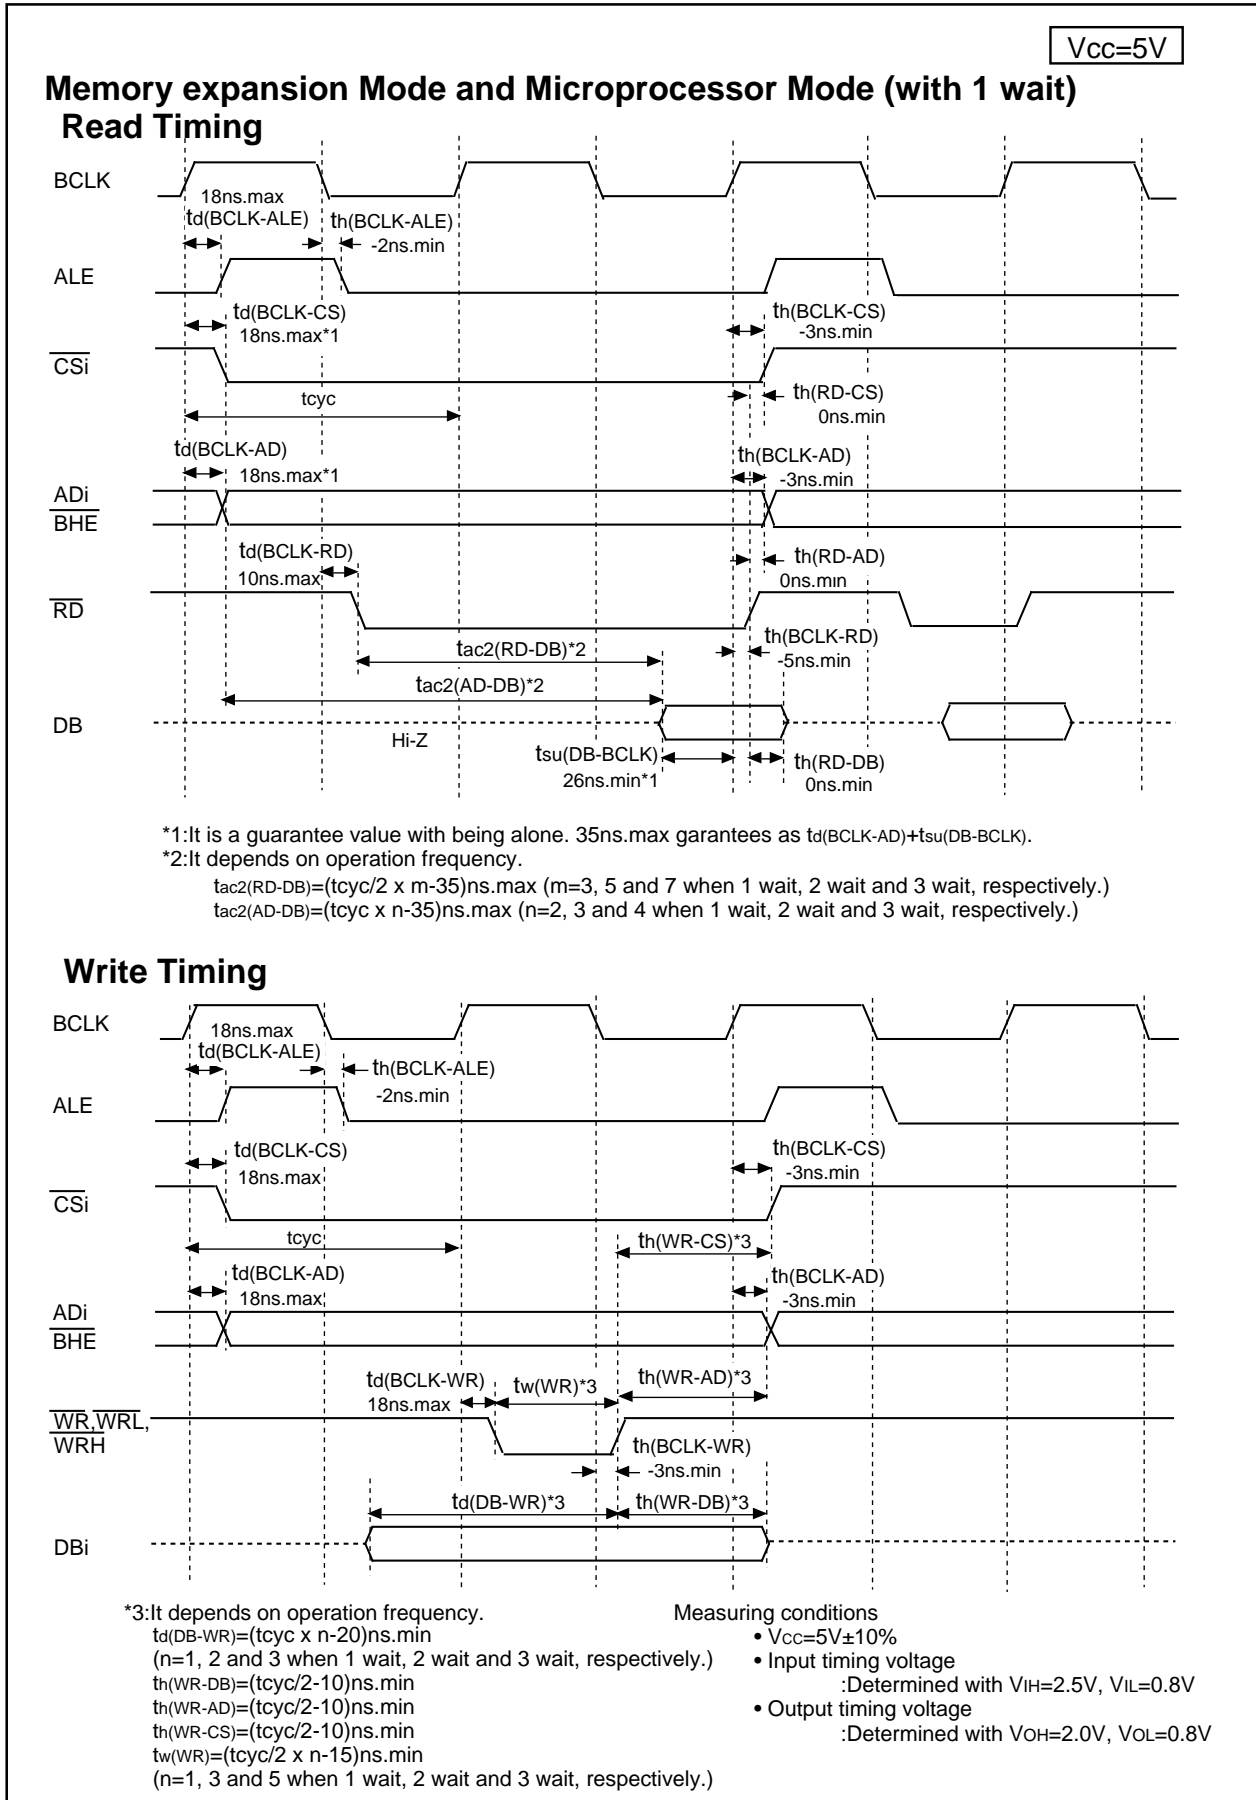 Vcc=5V
Memory expansion Mode and Microprocessor Mode (with 1 wait)
Read Timing
BCLK
18ns.max
td(BCLK-ALE)
th(BCLK-ALE)
-2ns.min
ALE
td(BCLK-CS)
18ns.max*1
th(BCLK-CS)
-3ns.min
CSi
tcyc
th(RD-CS)
0ns.min
td(BCLK-AD)
18ns.max*1
th(BCLK-AD)
-3ns.min
ADi
BHE
td(BCLK-RD)
10ns.max
th(RD-AD)
0ns.min
RD
th(BCLK-RD)
-5ns.min
tac2(RD-DB)*2
tac2(AD-DB)*2
DB
Hi-Z
tsu(DB-BCLK)
26ns.min*1
th(RD-DB)
0ns.min
*1:It is a guarantee value with being alone. 35ns.max garantees as td(BCLK-AD)+tsu(DB-BCLK).
*2:It depends on operation frequency.
tac2(RD-DB)=(tcyc/2 x m-35)ns.max (m=3, 5 and 7 when 1 wait, 2 wait and 3 wait, respectively.)
tac2(AD-DB)=(tcyc x n-35)ns.max (n=2, 3 and 4 when 1 wait, 2 wait and 3 wait, respectively.)
Write Timing
BCLK
18ns.max
td(BCLK-ALE)
th(BCLK-ALE)
-2ns.min
ALE
td(BCLK-CS)
18ns.max
th(BCLK-CS)
-3ns.min
CSi
tcyc
th(WR-CS)*3
td(BCLK-AD)
18ns.max
th(BCLK-AD)
-3ns.min
ADi
BHE
td(BCLK-WR)
18ns.max
tw(WR)*3
th(WR-AD)*3
WR,WRL,
WRH
th(BCLK-WR)
-3ns.min
td(DB-WR)*3
th(WR-DB)*3
DBi
*3:It depends on operation frequency.
td(DB-WR)=(tcyc x n-20)ns.min
(n=1, 2 and 3 when 1 wait, 2 wait and 3 wait, respectively.)
th(WR-DB)=(tcyc/2-10)ns.min
th(WR-AD)=(tcyc/2-10)ns.min
th(WR-CS)=(tcyc/2-10)ns.min
tw(WR)=(tcyc/2 x n-15)ns.min
(n=1, 3 and 5 when 1 wait, 2 wait and 3 wait, respectively.)
Measuring conditions
• VCC=5V±10%
• Input timing voltage
:Determined with VIH=2.5V, VIL=0.8V
• Output timing voltage
:Determined with VOH=2.0V, VOL=0.8V